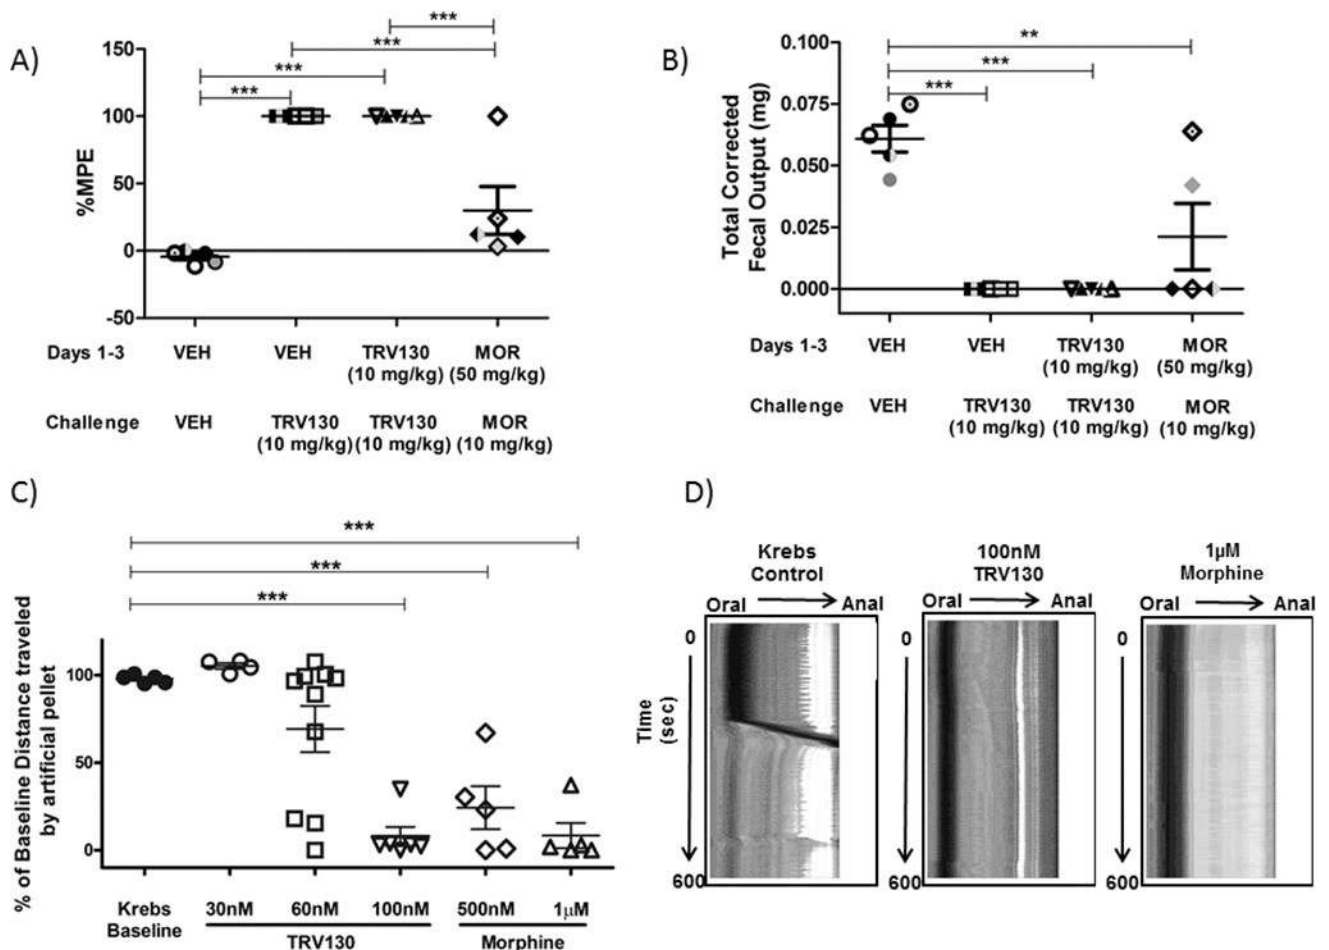 A)
150
100
50
0
-50
%MPE
***
***
***
***
Days 1-3
VEH
VEH
TRV130
(10 mg/kg)
MOR
(50 mg/kg)
Challenge
VEH
TRV130
(10 mg/kg)
TRV130
(10 mg/kg)
MOR
(10 mg/kg)
B)
0.100
0.075
0.050
0.025
0.000
Total Corrected
Fecal Output (mg)
**
***
***
Days 1-3
VEH
VEH
TRV130
(10 mg/kg)
MOR
(50 mg/kg)
Challenge
VEH
TRV130
(10 mg/kg)
TRV130
(10 mg/kg)
MOR
(10 mg/kg)
C)
***
***
***
% of Baseline Distance traveled
by artificial pellet
100
50
0
Krebs
Baseline
30nM
60nM
100nM
500nM
1μM
TRV130
Morphine
D)
Krebs
Control
Oral
Anal
0
Time
(sec)
600
100nM
TRV130
Oral
Anal
0
600
1μM
Morphine
Oral
Anal
0
600